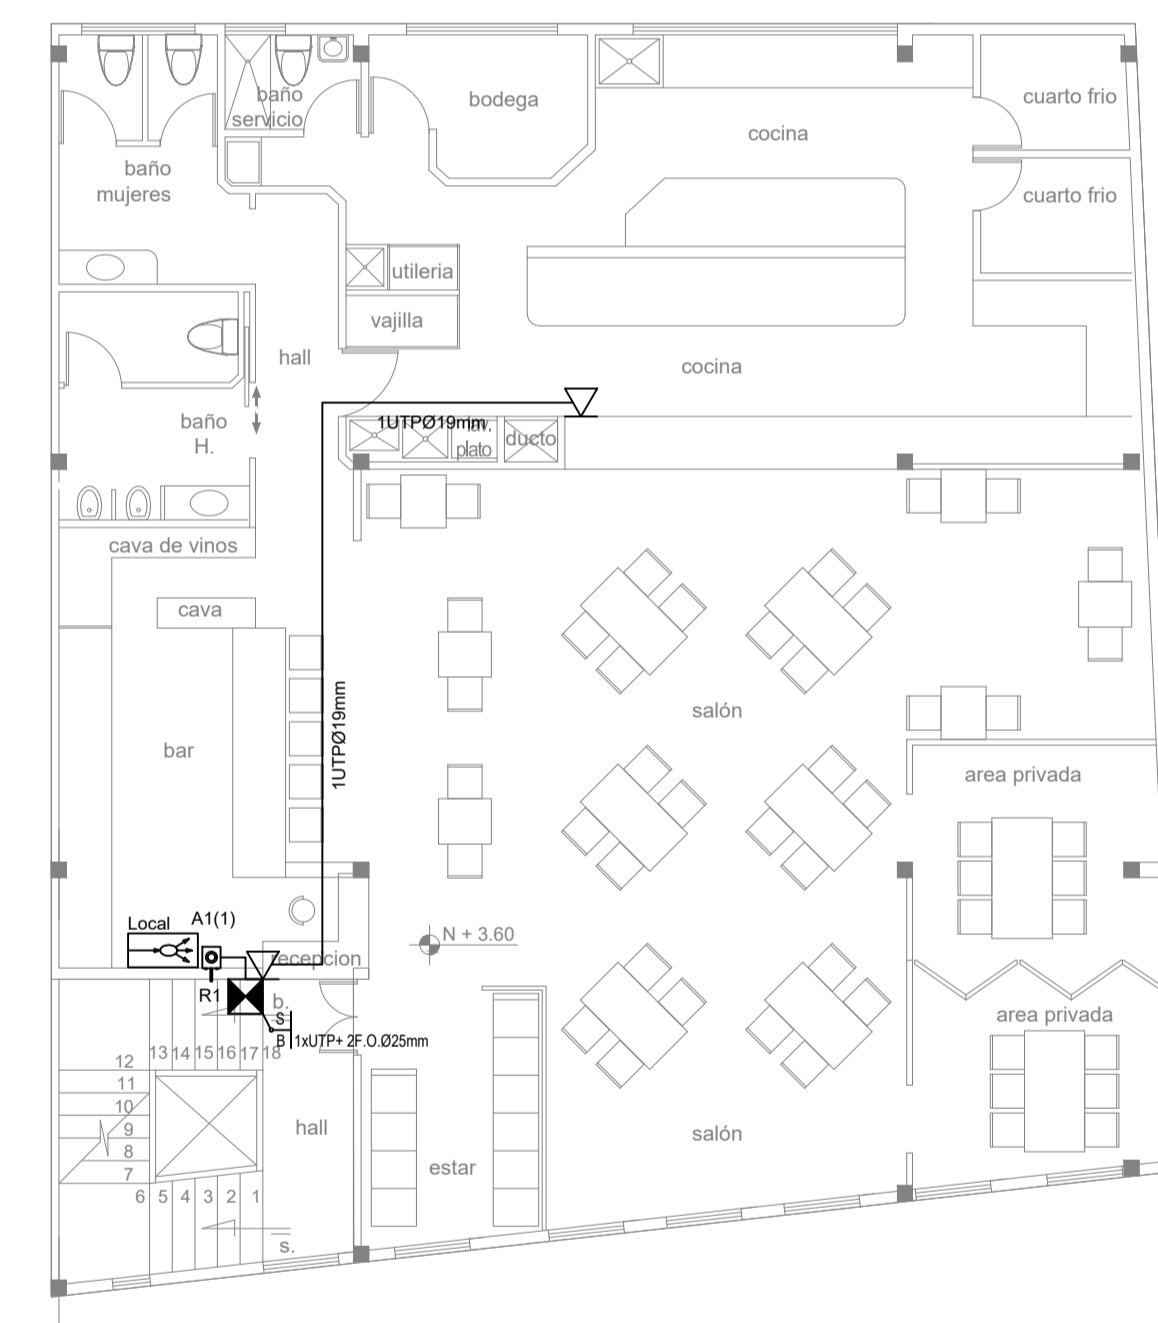 baño
servicio
bodega
cocina
cuarto frio
baño
mujeres
cuarto frio
utileria
vajilla
hall
cocina
baño
H.
1UTPØ19mm.
plato
ducto
cava de vinos
cava
1UTPØ19mm
salón
bar
area privada
Local
A1(1)
N + 3.60
recepcion
R1
b.
S
B
1xUTP+ 2F.O.Ø25mm
area privada
12
13
14
15
16
17
18
11
10
9
8
7
hall
salón
estar
6
5
4
3
2
1
s.